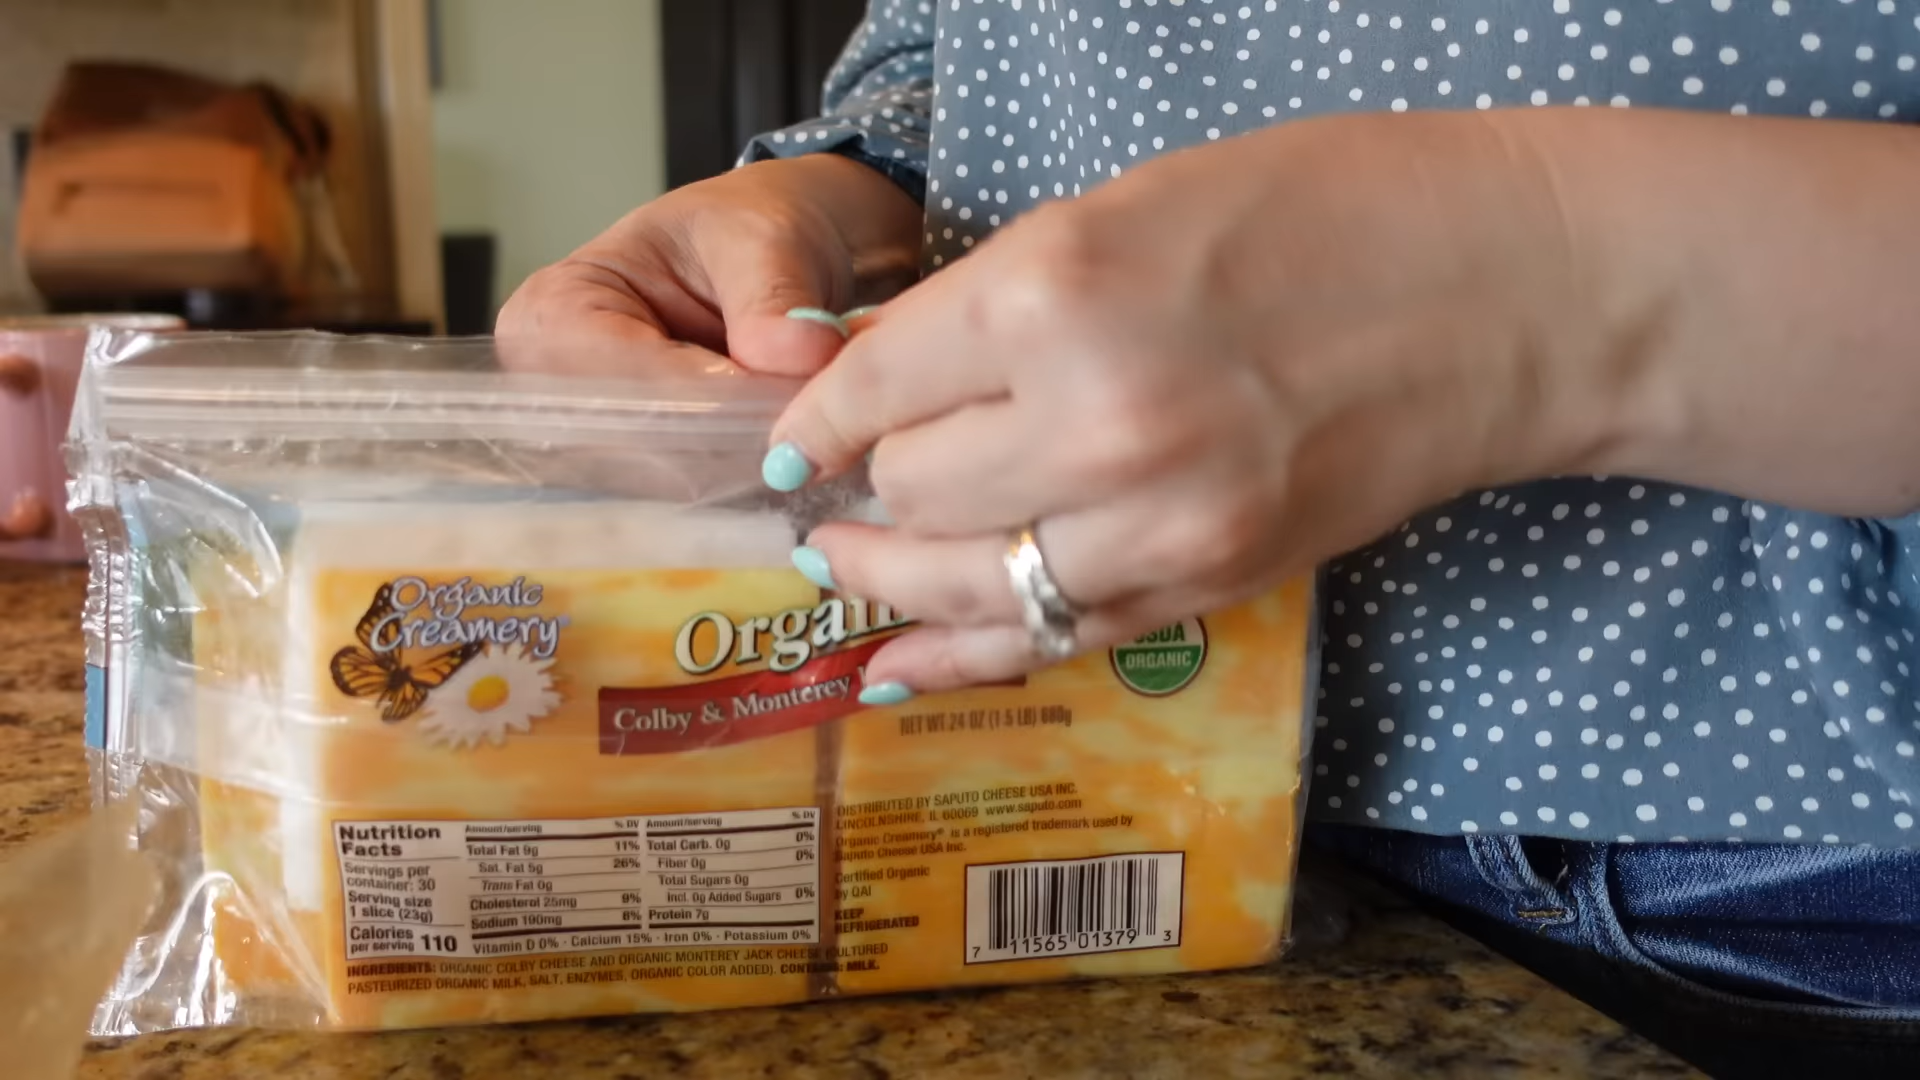 Organic
Creamery
Organ
Colby & Monterey
USDA
ORGANIC
NET WT. 24 OZ (1.5 LB) 680g
Nutrition
Facts
Servings per
container: 30
Serving size
1 slice (23g)
Calories
per serving 110
Amount/serving % DV
Total Fat 9g 11%
Sat. Fat 5g 26%
Trans Fat 0g
Cholesterol 25mg 9%
Sodium 190mg 8%
Amount/serving % DV
Total Carb. 0g 0%
Fiber 0g 0%
Total Sugars 0g
Incl. 0g Added Sugars 0%
Protein 7g
Vitamin D 0% · Calcium 15% · Iron 0% · Potassium 0%
INGREDIENTS: ORGANIC COLBY CHEESE AND ORGANIC MONTEREY JACK CHEESE (CULTURED
PASTEURIZED ORGANIC MILK, SALT, ENZYMES, ORGANIC COLOR ADDED). CONTAINS: MILK.
DISTRIBUTED BY SAPUTO CHEESE USA INC.
LINCOLNSHIRE, IL 60069 www.saputo.com
Organic Creamery® is a registered trademark used by
Saputo Cheese USA Inc.
Certified Organic
by QAI
KEEP
REFRIGERATED
7 11565 01379 3